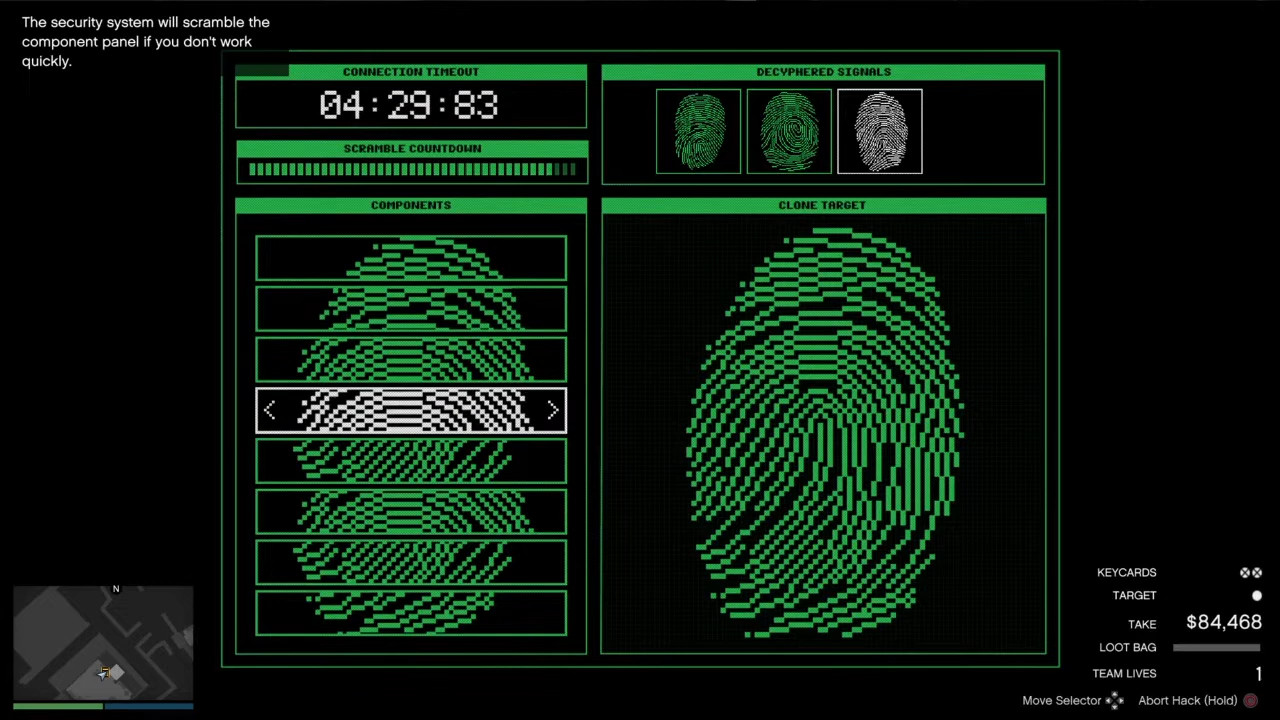 The security system will scramble the
component panel if you don't work
quickly.
CONNECTION TIMEOUT
04:29:83
SCRAMBLE COUNTDOWN
COMPONENTS
DECYPHERED SIGNALS
CLONE TARGET
N
KEYCARDS
TARGET
TAKE $84,468
LOOT BAG
TEAM LIVES 1
Move Selector Abort Hack (Hold)